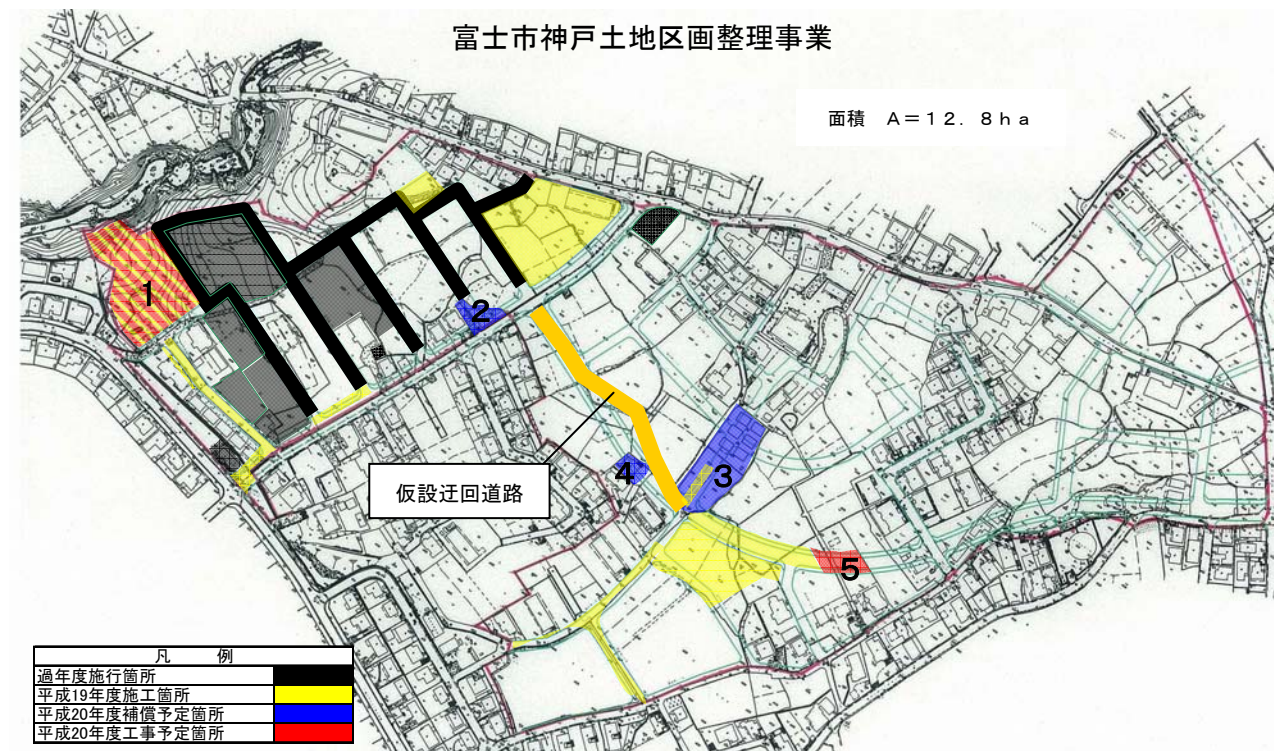 富士市神戸土地区画整理事業
面積　A＝１２．８ｈａ
1
2
3
4
5
仮設迂回道路
凡　例
過年度施行箇所
平成19年度施工箇所
平成20年度補償予定箇所
平成20年度工事予定箇所